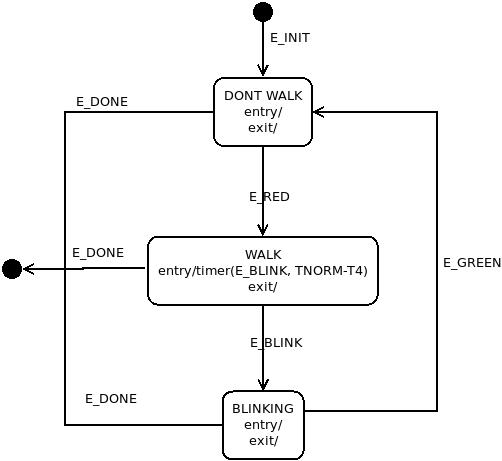 E_INIT
E_DONE
DONT WALK
entry/
exit/
E_RED
E_DONE
WALK
entry/timer(E_BLINK, TNORM-T4)
exit/
E_GREEN
E_BLINK
E_DONE
BLINKING
entry/
exit/